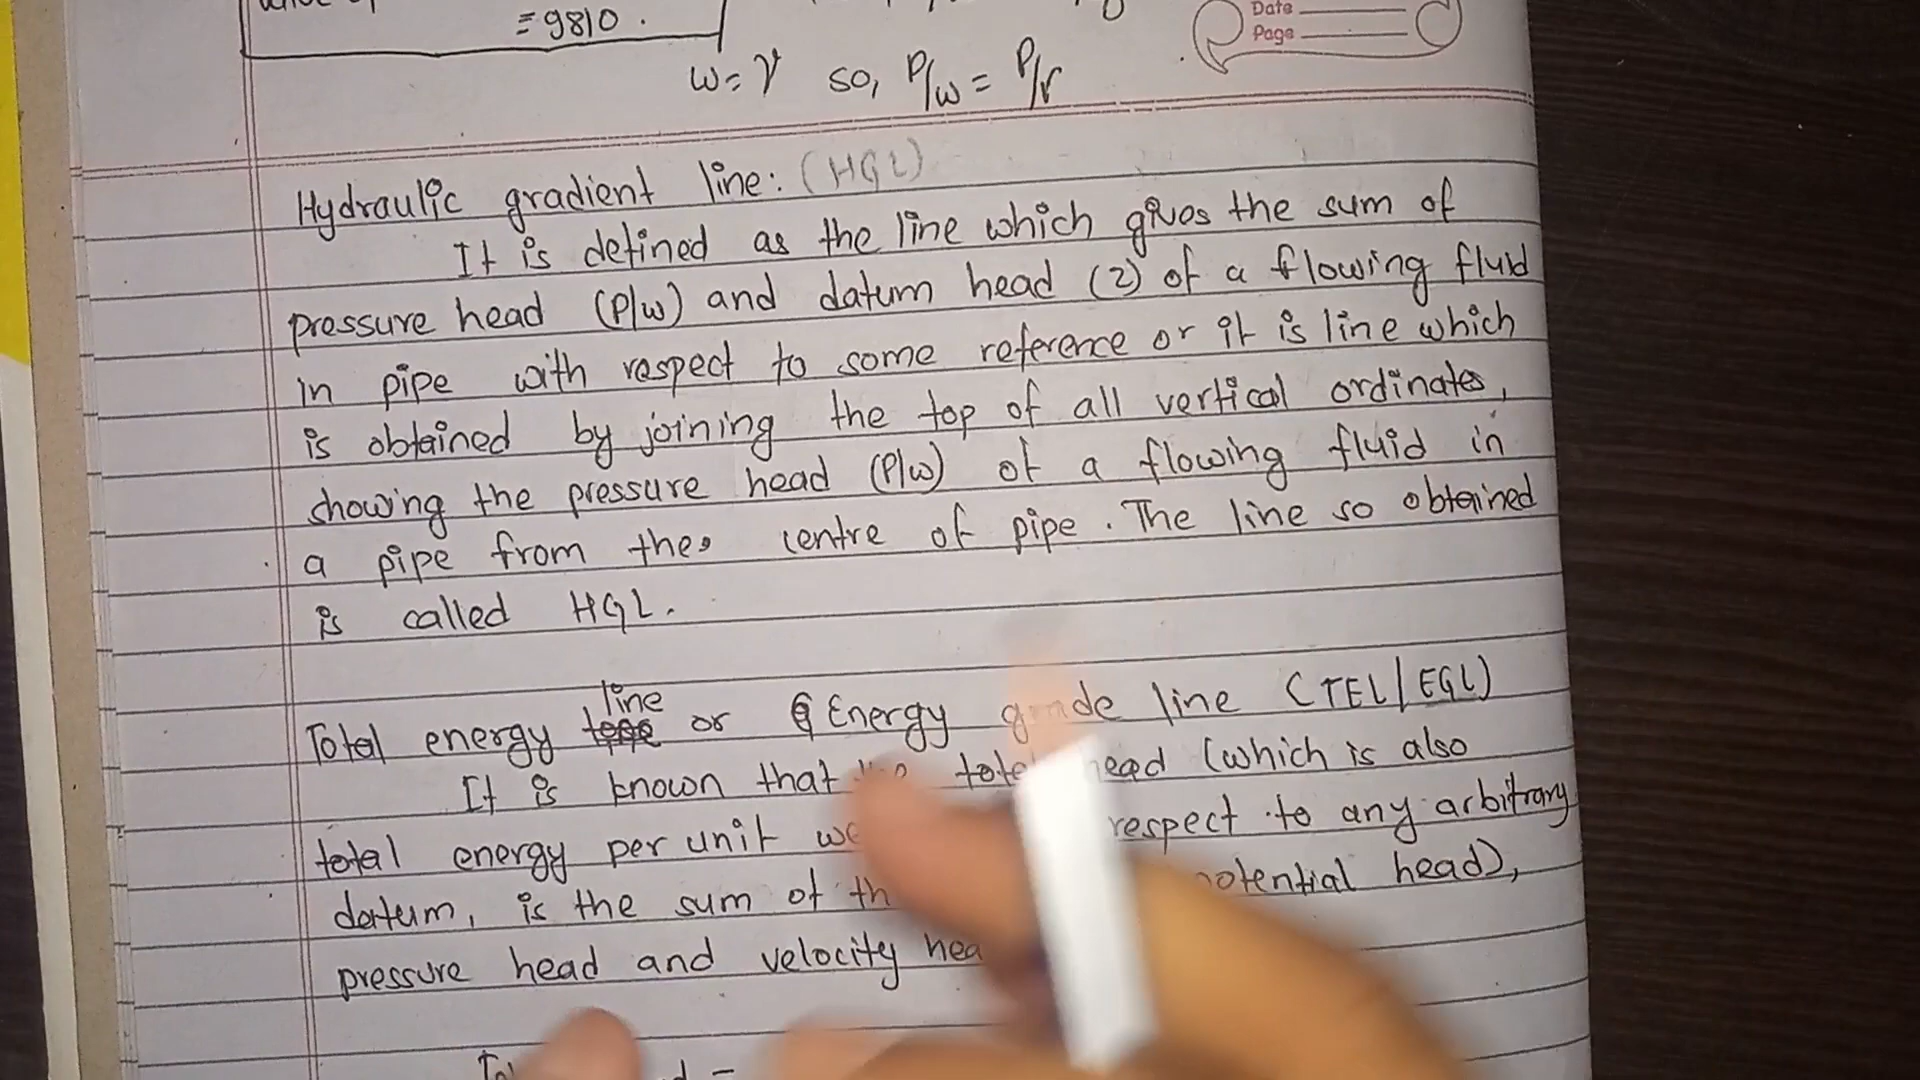 = 9810.
Date
Page
w = γ so, P/w = P/r
Hydraulic gradient line: (HGL)
It is defined as the line which gives the sum of
pressure head (P/w) and datum head (z) of a flowing fluid
in pipe with respect to some reference or it is line which
is obtained by joining the top of all vertical ordinates,
showing the pressure head (P/w) of a flowing fluid in
a pipe from the centre of pipe. The line so obtained
is called HGL.
line
Total energy or Energy line (TEL/EGL)
It is known that head (which is also
total energy per unit respect to any arbitrary
datum, is the sum of potential head),
pressure head and velocity